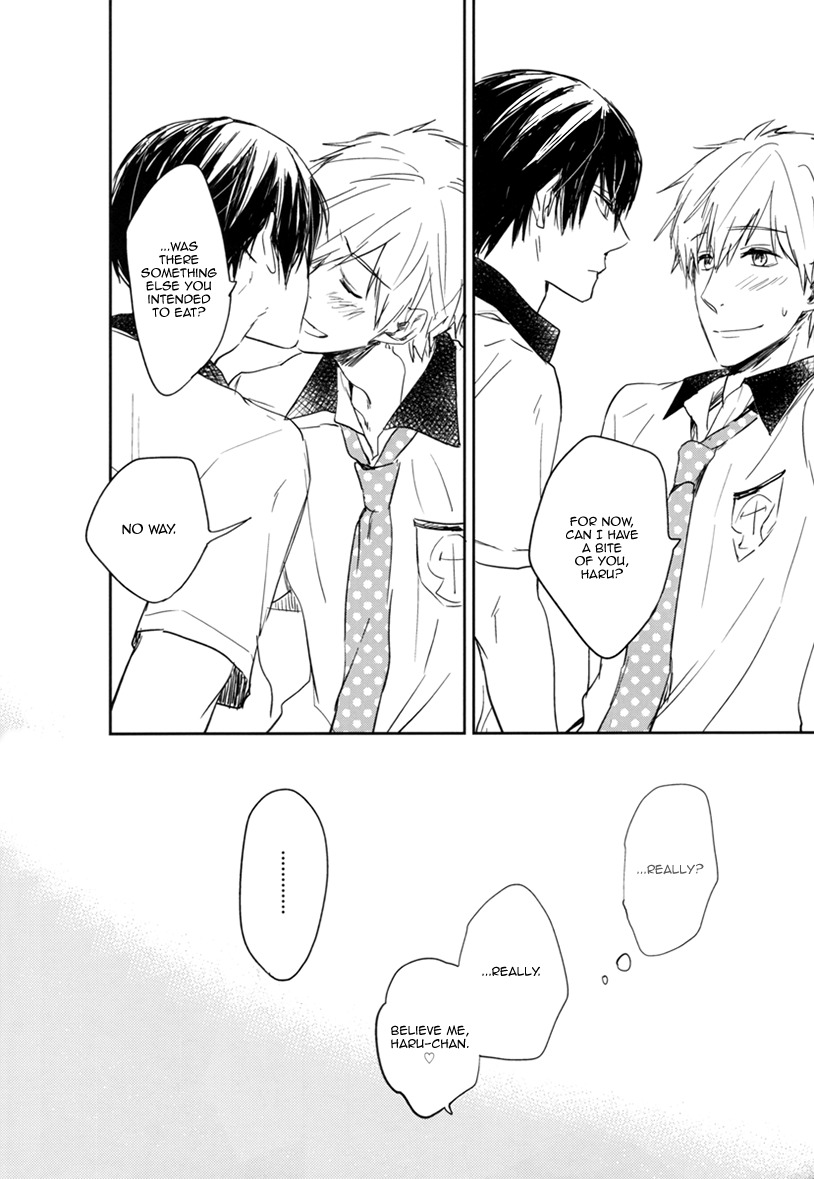 FOR NOW,
CAN I HAVE
A BITE
OF YOU,
HARU?
...WAS
THERE
SOMETHING
ELSE YOU
INTENDED
TO EAT?
NO WAY.
...REALLY?
...REALLY.
BELIEVE ME,
HARU-CHAN.
♡
............